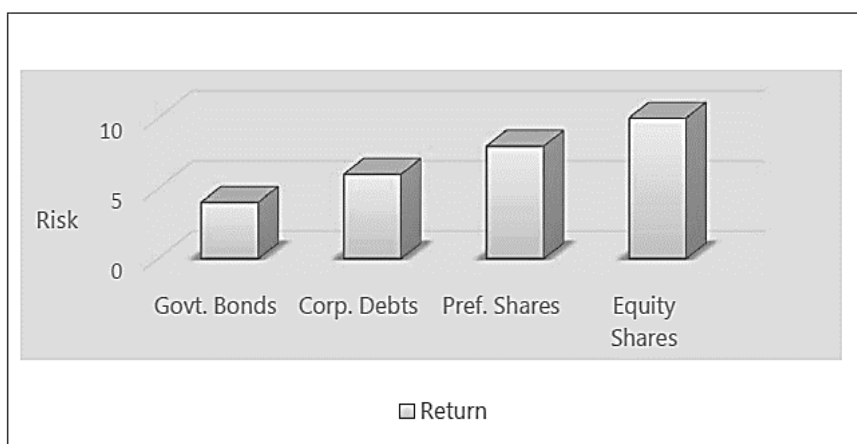 10
5
Risk
0
Govt. Bonds Corp. Debts Pref. Shares Equity
Shares
Return